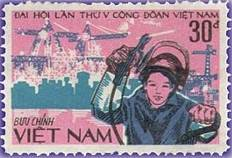 ĐẠI HỘI LẦN THỨ V CÔNG ĐOÀN VIỆT NAM
30đ
BƯU CHÍNH
VIỆT NAM